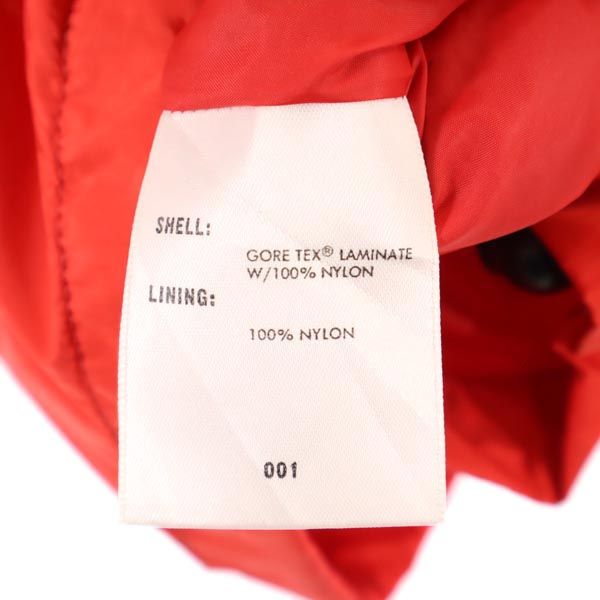 SHELL:
GORE TEX® LAMINATE
W/100% NYLON
LINING:
100% NYLON
001